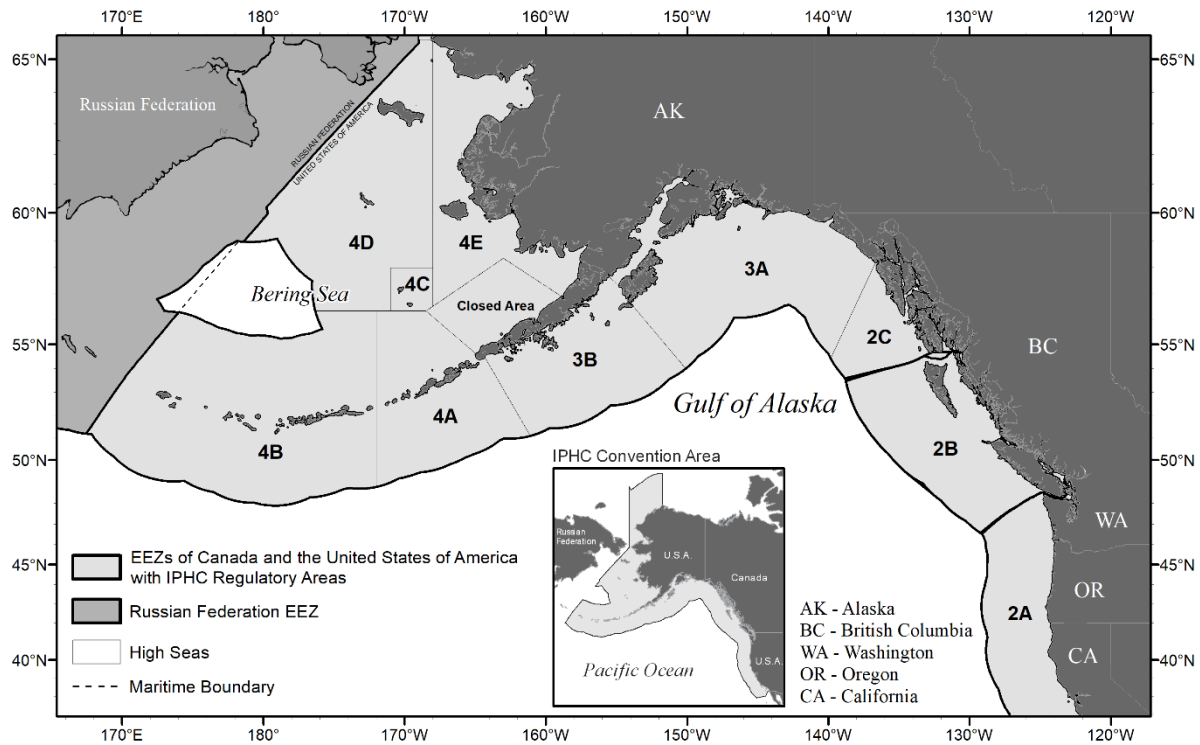 170°E 180° 170°W 160°W 150°W 140°W 130°W 120°W
65°N 65°N
Russian Federation
RUSSIAN FEDERATION
UNITED STATES OF AMERICA
AK
60°N 60°N
4D
4E
3A
4C
Bering Sea
Closed Area
2C
55°N 55°N
3B
BC
Gulf of Alaska
4A
4B
2B
50°N 50°N
IPHC Convention Area
Russian
Federation
U.S.A.
Canada
U.S.A.
Pacific Ocean
WA
45°N 45°N
OR
2A
CA
40°N 40°N
EEZs of Canada and the United States of America
with IPHC Regulatory Areas
Russian Federation EEZ
High Seas
Maritime Boundary
AK - Alaska
BC - British Columbia
WA - Washington
OR - Oregon
CA - California
170°E 180° 170°W 160°W 150°W 140°W 130°W 120°W